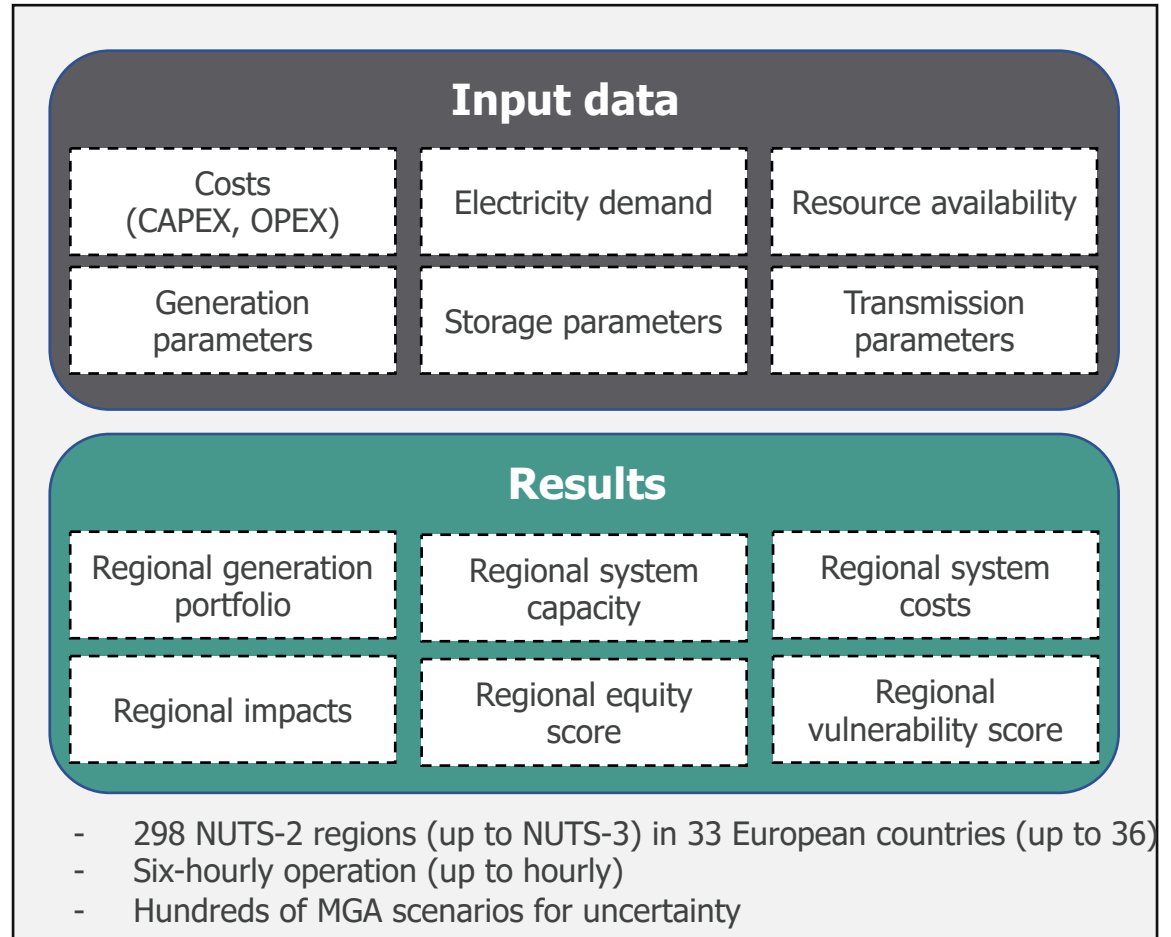 Input data
Costs
(CAPEX, OPEX)
Electricity demand
Resource availability
Generation
parameters
Storage parameters
Transmission
parameters
Results
Regional generation
portfolio
Regional system
capacity
Regional system
costs
Regional impacts
Regional equity
score
Regional
vulnerability score
- 298 NUTS-2 regions (up to NUTS-3) in 33 European countries (up to 36)
- Six-hourly operation (up to hourly)
- Hundreds of MGA scenarios for uncertainty